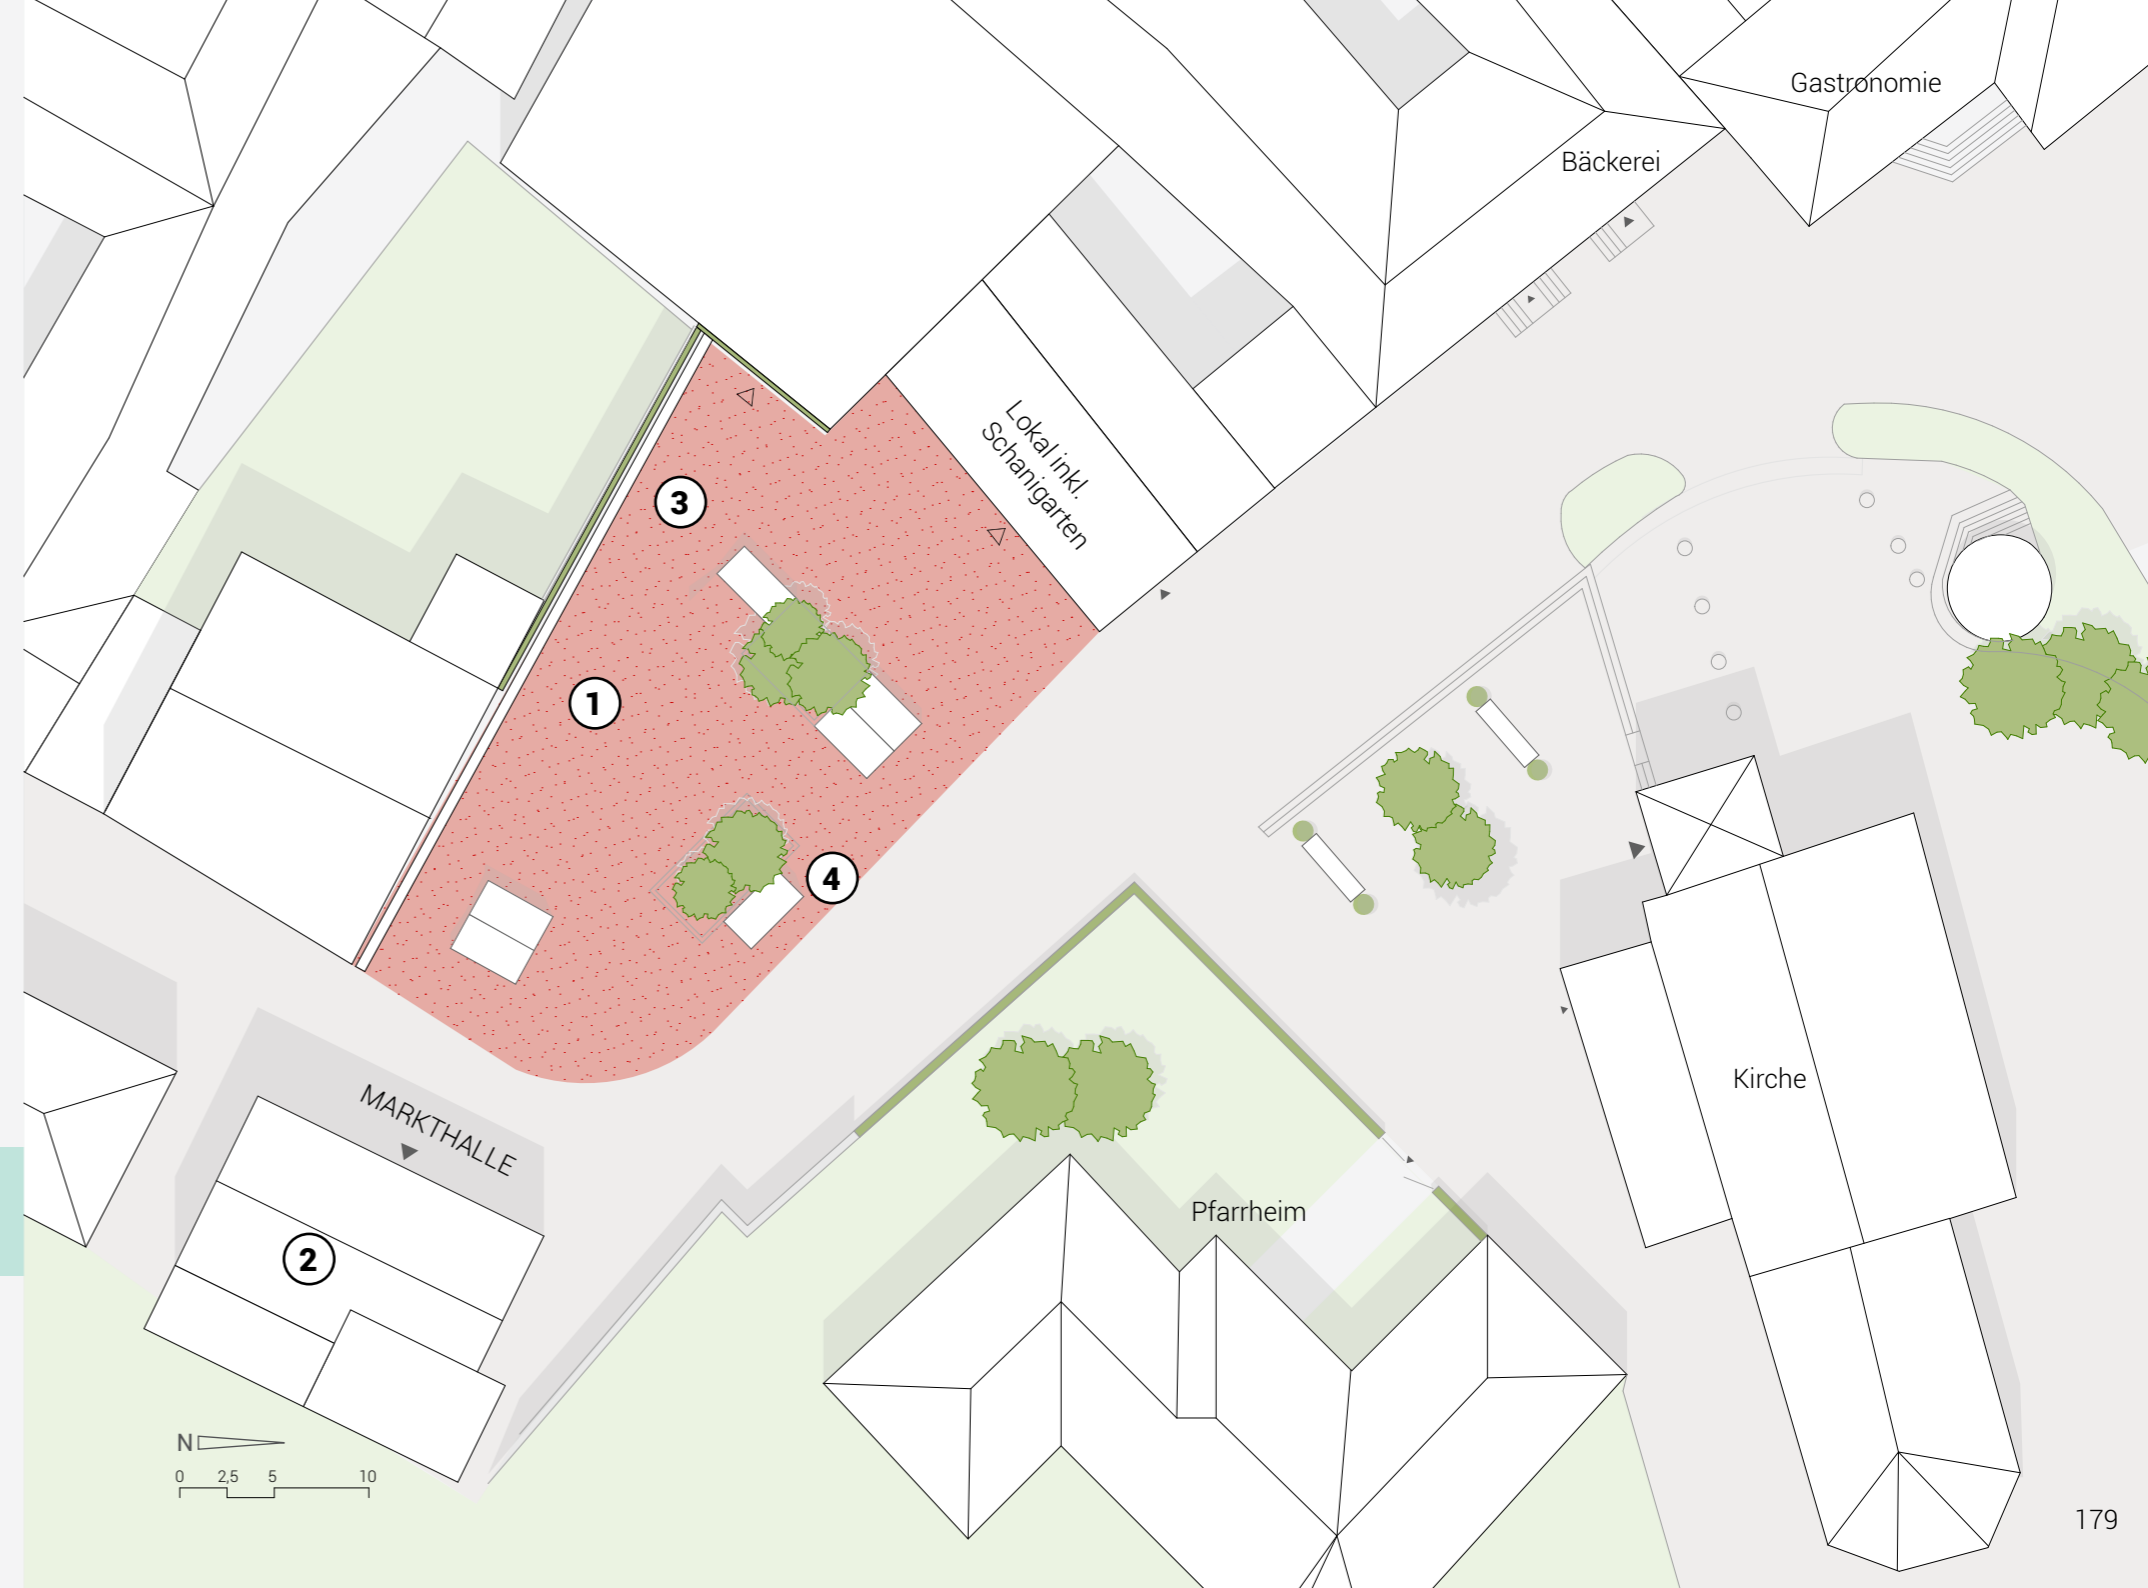 Gastronomie
Bäckerei
Lokal inkl.
Schanigarten
3
1
4
MARKTHALLE
2
Pfarrheim
Kirche
N
0 2,5 5 10
179